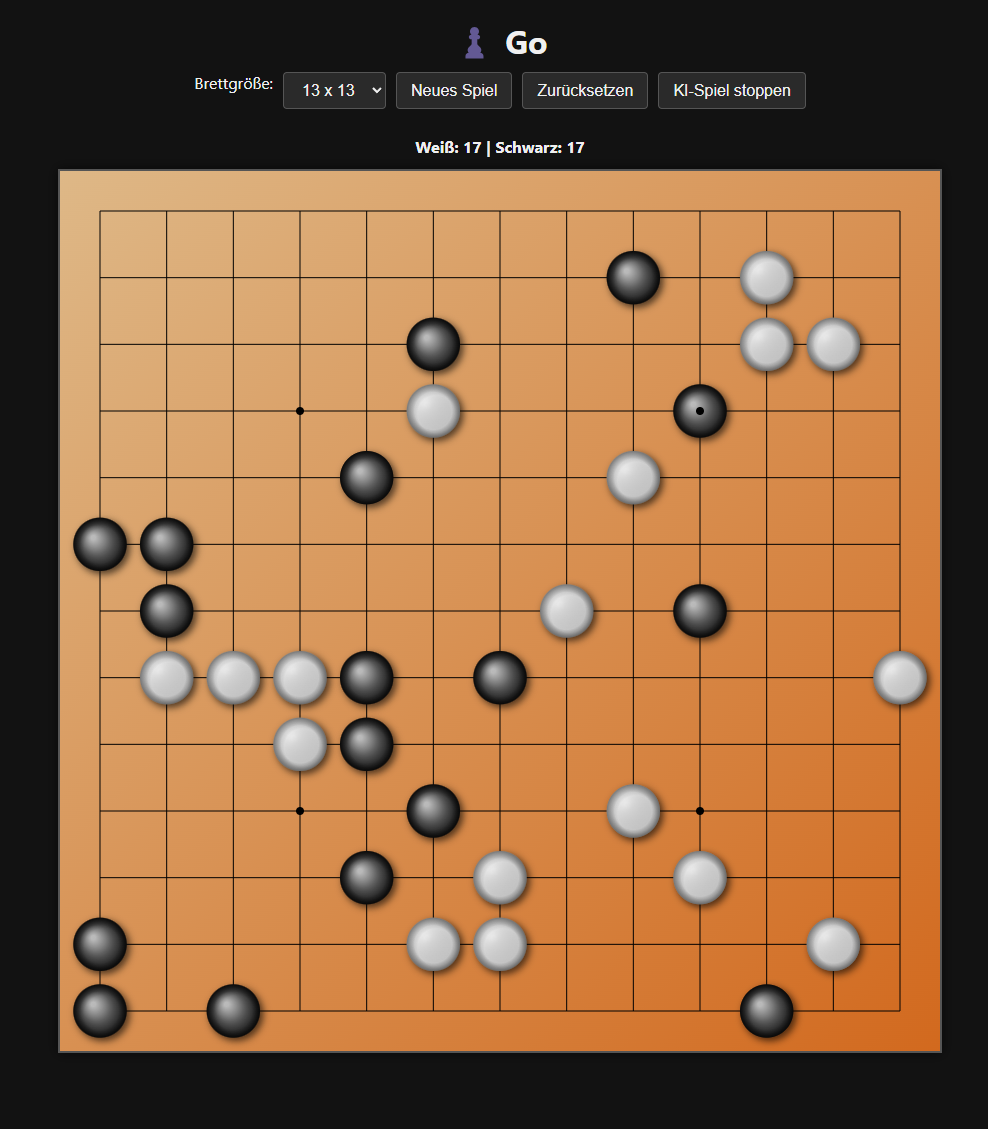 Go
Brettgröße: 13 x 13 Neues Spiel Zurücksetzen KI-Spiel stoppen
Weiß: 17 | Schwarz: 17